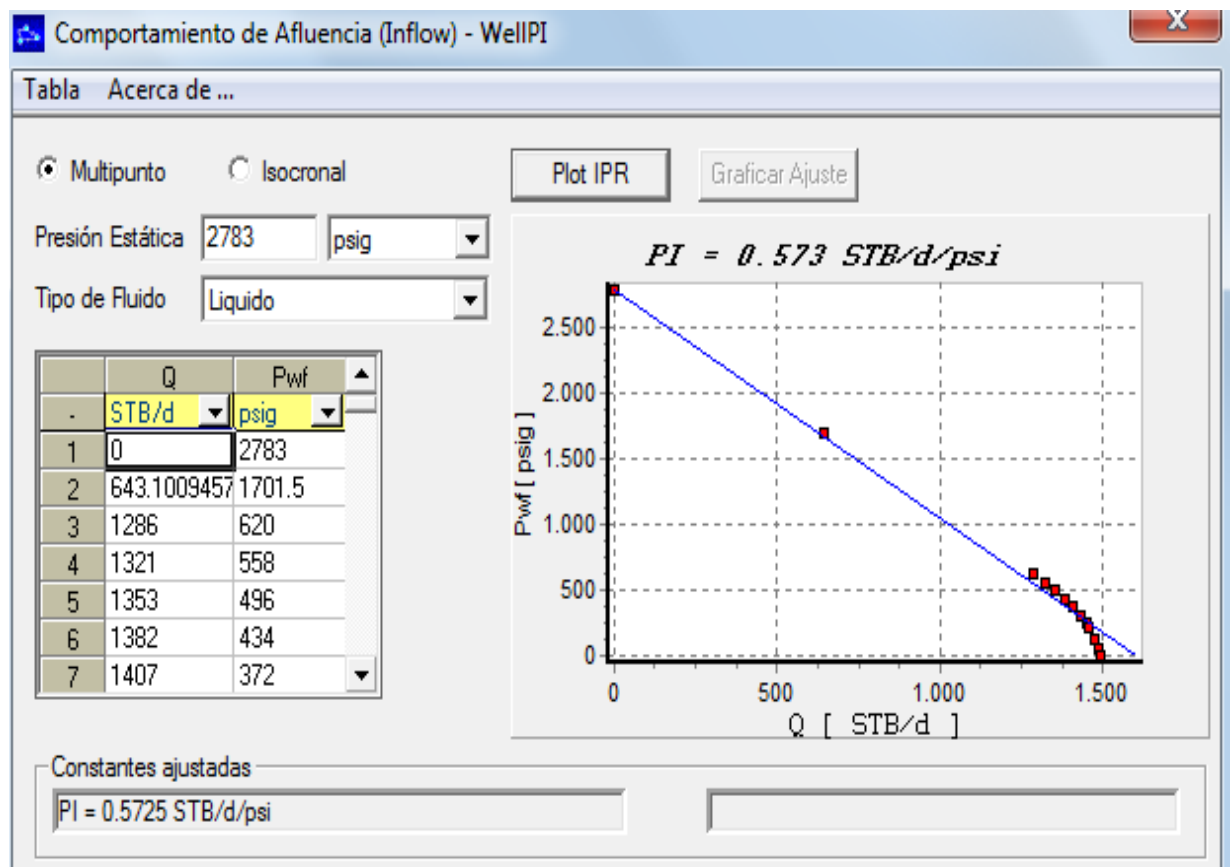 Comportamiento de Afluencia (Inflow) - WellPI
X
Tabla Acerca de ...
Multipunto Isocronal
Plot IPR Graficar Ajuste
Presión Estática 2783 psig
Tipo de Fluido Liquido
Q Pwf
- STB/d psig
1 0 2783
2 643.1009457 1701.5
3 1286 620
4 1321 558
5 1353 496
6 1382 434
7 1407 372
PI = 0.573 STB/d/psi
2.500
2.000
1.500
1.000
500
0
Pwf [ psig ]
0 500 1.000 1.500
Q [ STB/d ]
Constantes ajustadas
PI = 0.5725 STB/d/psi